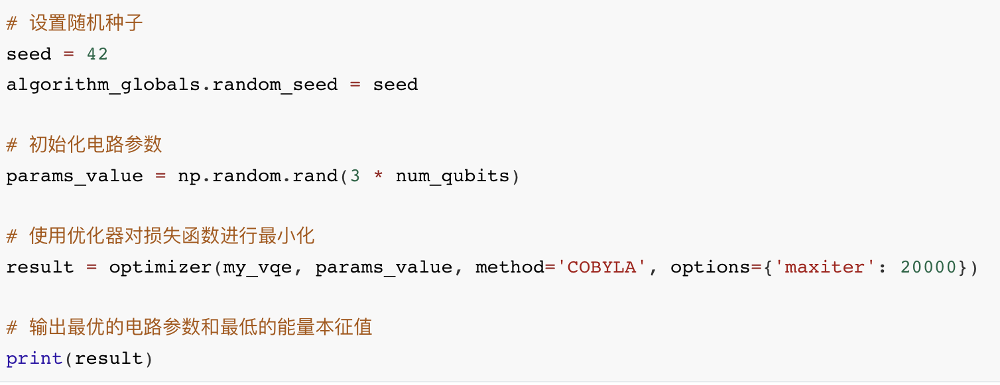 # 设置随机种子
seed = 42
algorithm_globals.random_seed = seed
# 初始化电路参数
params_value = np.random.rand(3 * num_qubits)
# 使用优化器对损失函数进行最小化
result = optimizer(my_vqe, params_value, method='COBYLA', options={'maxiter': 20000})
# 输出最优的电路参数和最低的能量本征值
print(result)